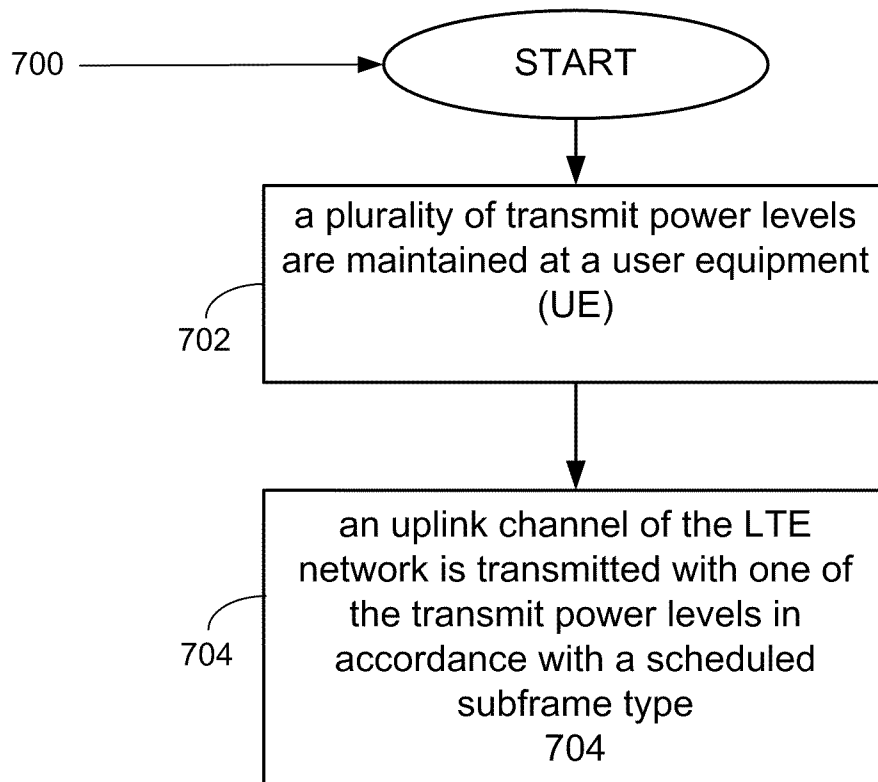 700
START
a plurality of transmit power levels
are maintained at a user equipment
(UE)
702
an uplink channel of the LTE
network is transmitted with one of
the transmit power levels in
accordance with a scheduled
subframe type
704
704